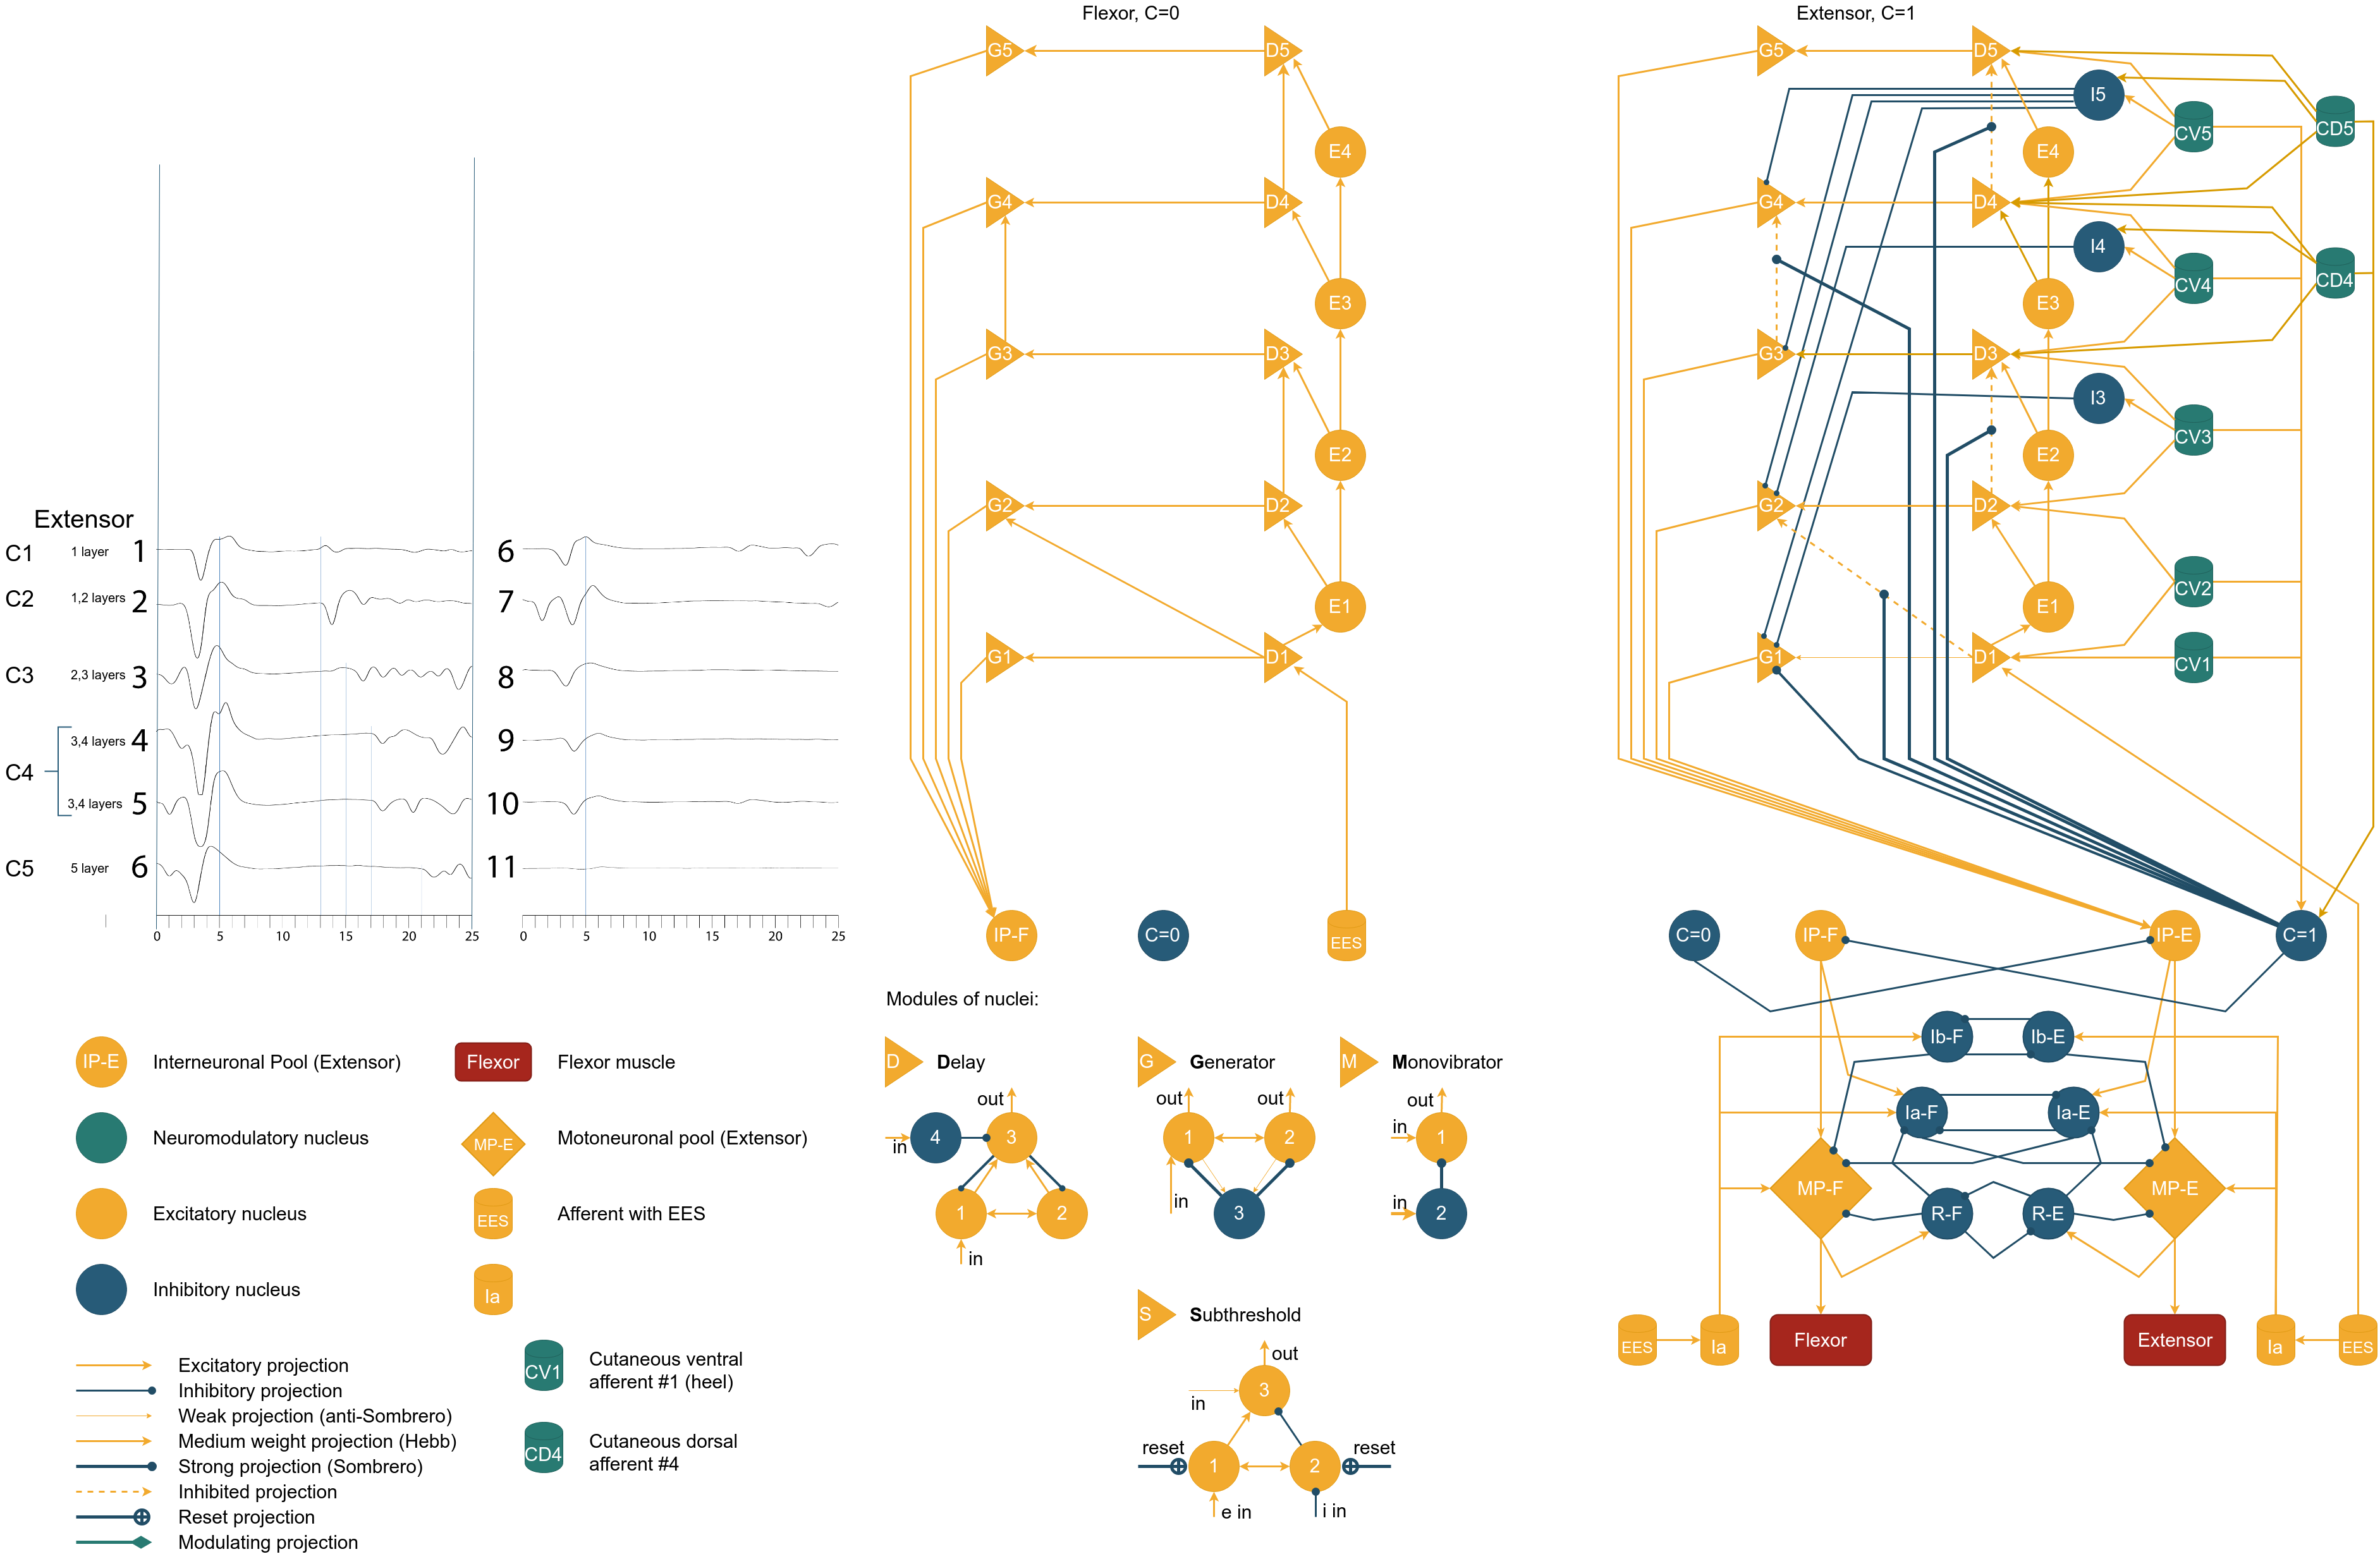 Flexor, C=0
Extensor, C=1
G5
D5
E4
G4
D4
E3
G3
D3
E2
G2
D2
E1
G1
D1
IP-F
C=0
EES
G5
D5
I5
CV5
CD5
E4
G4
D4
I4
CV4
CD4
E3
G3
D3
I3
CV3
E2
G2
D2
CV2
E1
G1
D1
CV1
C=0
IP-F
IP-E
C=1
Ib-F
Ib-E
Ia-F
Ia-E
MP-F
MP-E
R-F
R-E
EES
Ia
Flexor
Extensor
Ia
EES
Extensor
C1 1 layer 1
C2 1,2 layers 2
C3 2,3 layers 3
3,4 layers 4
C4
3,4 layers 5
C5 5 layer 6
0 5 10 15 20 25
6
7
8
9
10
11
0 5 10 15 20 25
IP-E Interneuronal Pool (Extensor)
Neuromodulatory nucleus
Excitatory nucleus
Inhibitory nucleus
Flexor Flexor muscle
MP-E Motoneuronal pool (Extensor)
EES Afferent with EES
Ia
CV1 Cutaneous ventral
afferent #1 (heel)
CD4 Cutaneous dorsal
afferent #4
Excitatory projection
Inhibitory projection
Weak projection (anti-Sombrero)
Medium weight projection (Hebb)
Strong projection (Sombrero)
Inhibited projection
Reset projection
Modulating projection
Modules of nuclei:
D Delay
out
in 4 3
1 2
in
G Generator
out out
1 2
in
3
M Monovibrator
out
in 1
in 2
S Subthreshold
out
3
in
reset 1 2 reset
e in i in